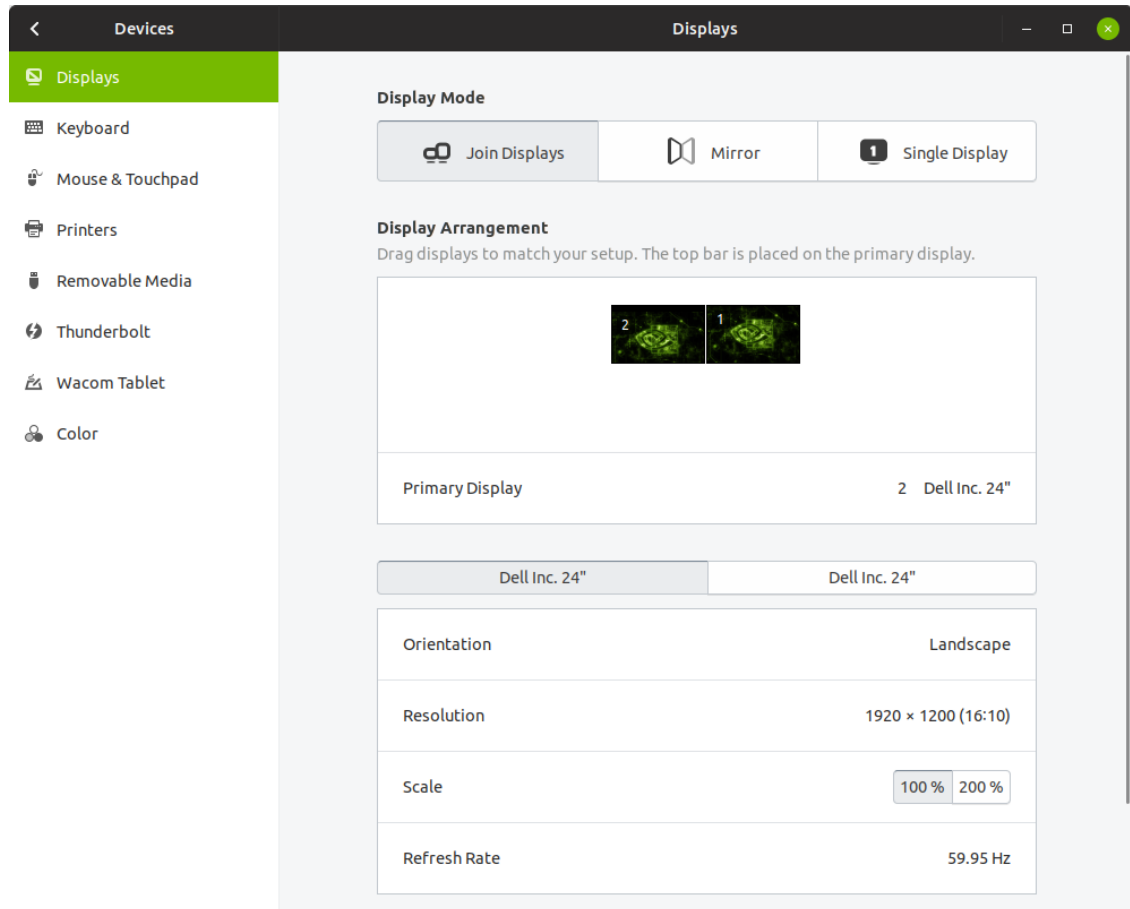 Devices
Displays
Displays
Keyboard
Mouse & Touchpad
Printers
Removable Media
Thunderbolt
Wacom Tablet
Color
Display Mode
Join Displays
Mirror
1 Single Display
Display Arrangement
Drag displays to match your setup. The top bar is placed on the primary display.
2
1
Primary Display
2 Dell Inc. 24"
Dell Inc. 24"
Dell Inc. 24"
Orientation
Landscape
Resolution
1920 × 1200 (16:10)
Scale
100 %
200 %
Refresh Rate
59.95 Hz